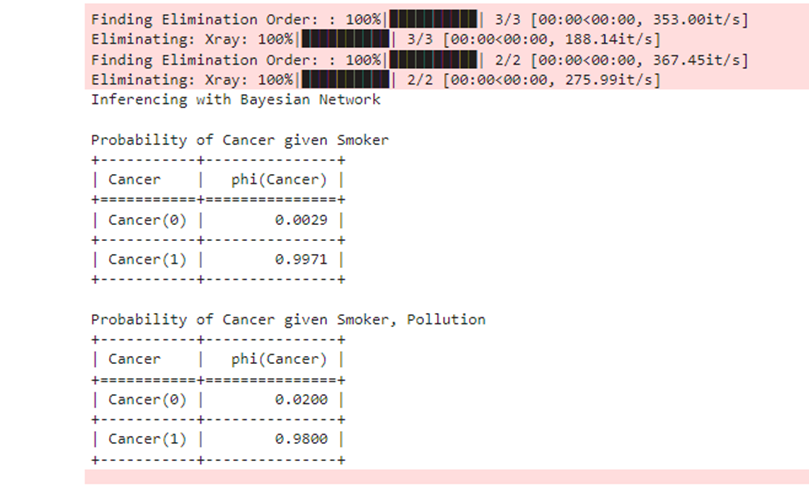 Finding Elimination Order: : 100%|██████████| 3/3 [00:00<00:00, 353.00it/s]
Eliminating: Xray: 100%|██████████| 3/3 [00:00<00:00, 188.14it/s]
Finding Elimination Order: : 100%|██████████| 2/2 [00:00<00:00, 367.45it/s]
Eliminating: Xray: 100%|██████████| 2/2 [00:00<00:00, 275.99it/s]
Inferencing with Bayesian Network
Probability of Cancer given Smoker
+-----------+---------------+
| Cancer    |   phi(Cancer) |
+===========+===============+
| Cancer(0) |        0.0029 |
+-----------+---------------+
| Cancer(1) |        0.9971 |
+-----------+---------------+
Probability of Cancer given Smoker, Pollution
+-----------+---------------+
| Cancer    |   phi(Cancer) |
+===========+===============+
| Cancer(0) |        0.0200 |
+-----------+---------------+
| Cancer(1) |        0.9800 |
+-----------+---------------+